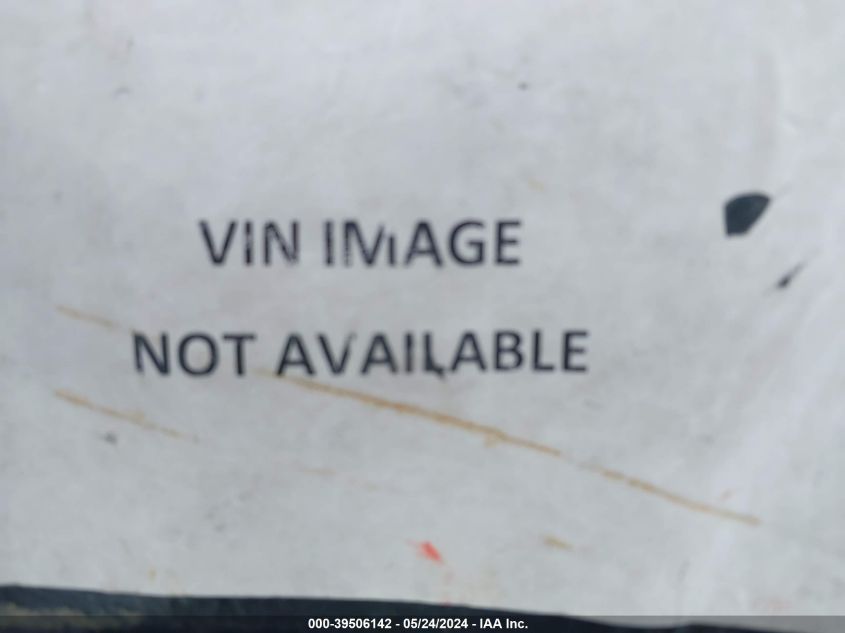 VIN IMAGE
NOT AVAILABLE
000-39506142 - 05/24/2024 - IAA Inc.